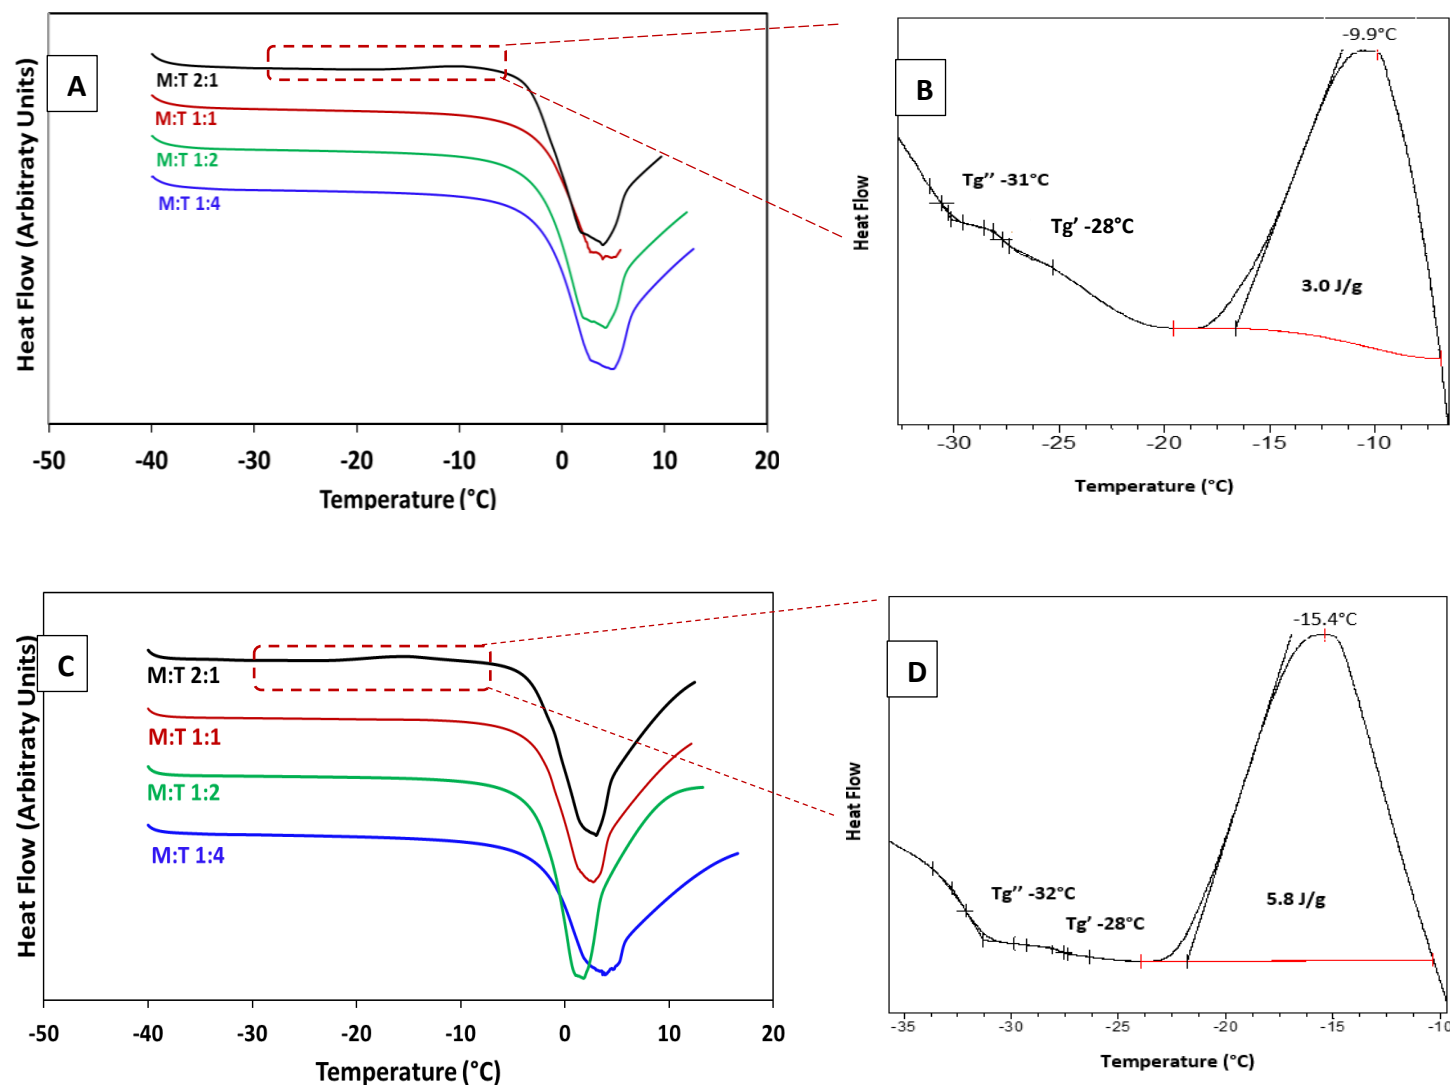 A
M:T 2:1
M:T 1:1
M:T 1:2
M:T 1:4
Heat Flow (Arbitraty Units)
-50 -40 -30 -20 -10 0 10 20
Temperature (°C)
B
-9.9°C
Tg'' -31°C
Tg' -28°C
3.0 J/g
Heat Flow
-30 -25 -20 -15 -10
Temperature (°C)
C
M:T 2:1
M:T 1:1
M:T 1:2
M:T 1:4
Heat Flow (Arbitraty Units)
-50 -40 -30 -20 -10 0 10 20
Temperature (°C)
D
-15.4°C
Tg'' -32°C
Tg' -28°C
5.8 J/g
Heat Flow
-35 -30 -25 -20 -15 -10
Temperature (°C)